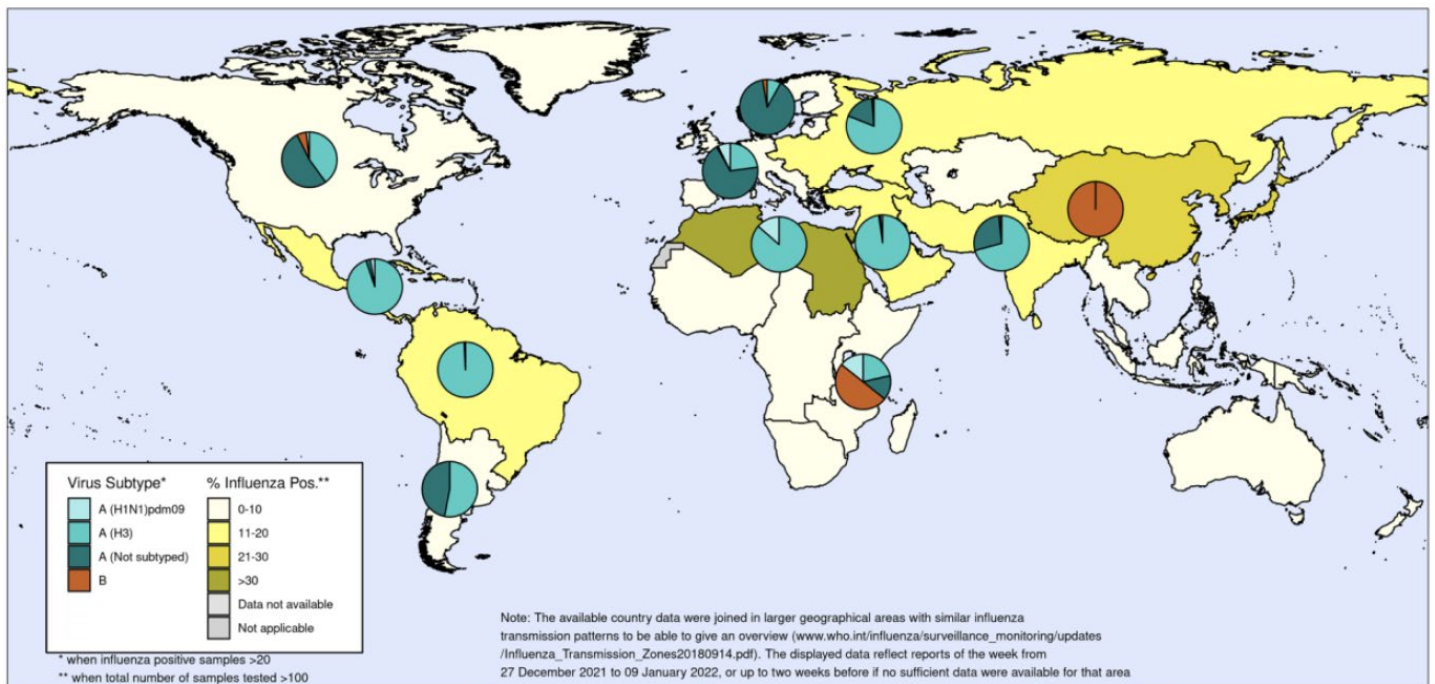 Virus Subtype*
A (H1N1)pdm09
A (H3)
A (Not subtyped)
B
% Influenza Pos.**
0-10
11-20
21-30
>30
Data not available
Not applicable
* when influenza positive samples >20
** when total number of samples tested >100
Note: The available country data were joined in larger geographical areas with similar influenza
transmission patterns to be able to give an overview (www.who.int/influenza/surveillance_monitoring/updates
/Influenza_Transmission_Zones20180914.pdf). The displayed data reflect reports of the week from
27 December 2021 to 09 January 2022, or up to two weeks before if no sufficient data were available for that area